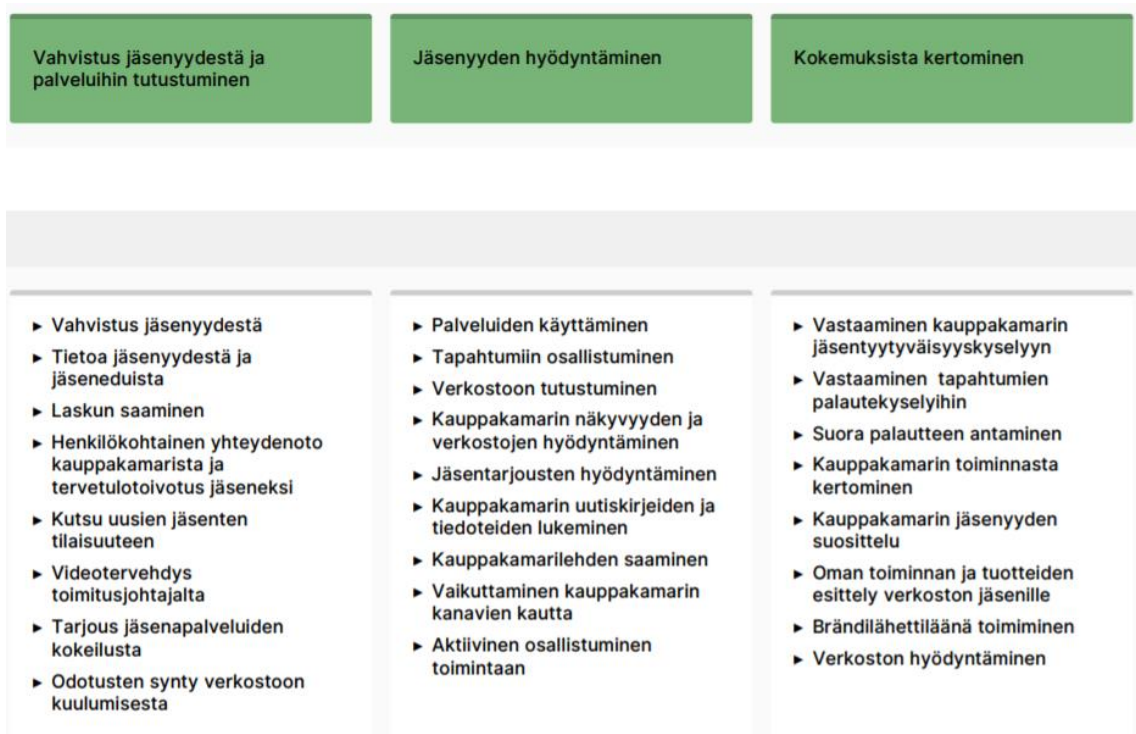 Vahvistus jäsenyydestä ja
palveluihin tutustuminen
Jäsenyyden hyödyntäminen
Kokemuksista kertominen
► Vahvistus jäsenyydestä
► Tietoa jäsenyydestä ja
jäseneduista
► Laskun saaminen
► Henkilökohtainen yhteydenoto
kauppakamarista ja
tervetulotoivotus jäseneksi
► Kutsu uusien jäsenten
tilaisuuteen
► Videotervehdys
toimitusjohtajalta
► Tarjous jäsenapalveluiden
kokeilusta
► Odotusten synty verkostoon
kuulumisesta
► Palveluiden käyttäminen
► Tapahtumiin osallistuminen
► Verkostoon tutustuminen
► Kauppakamarin näkyvyyden ja
verkostojen hyödyntäminen
► Jäsentarjousten hyödyntäminen
► Kauppakamarin uutiskirjeiden ja
tiedoteiden lukeminen
► Kauppakamarilehden saaminen
► Vaikuttaminen kauppakamarin
kanavien kautta
► Aktiivinen osallistuminen
toimintaan
► Vastaaminen kauppakamarin
jäsentyytyväisyyskyselyyn
► Vastaaminen tapahtumien
palautekyselyihin
► Suora palautteen antaminen
► Kauppakamarin toiminnasta
kertominen
► Kauppakamarin jäsenyyden
suosittelu
► Oman toiminnan ja tuotteiden
esittely verkoston jäsenille
► Brändilähettiläänä toimiminen
► Verkoston hyödyntäminen